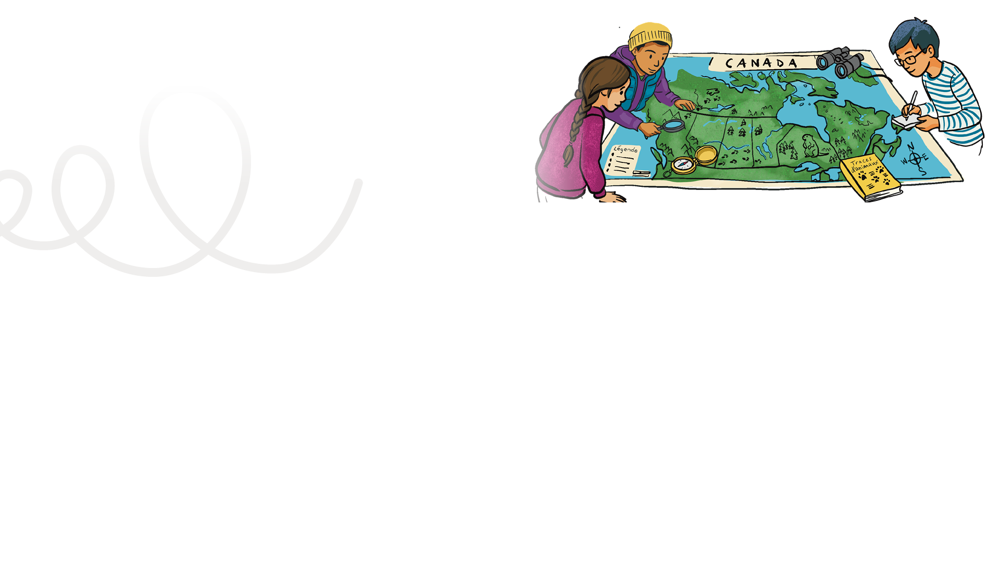 CANADA
Légende
N
W E
S
Traces
d'animaux